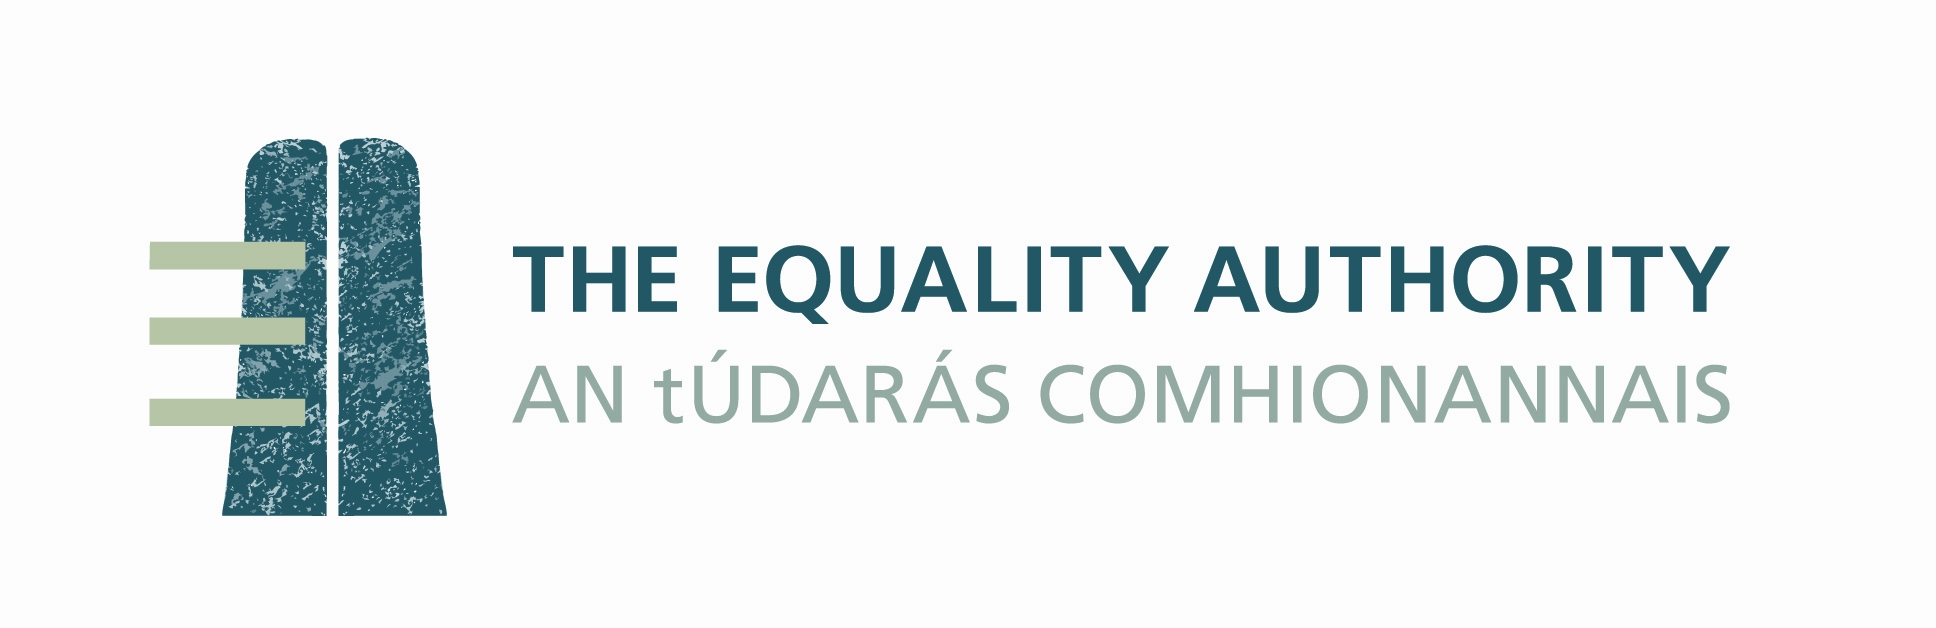 THE EQUALITY AUTHORITY
AN tÚDARÁS COMHIONANNAIS